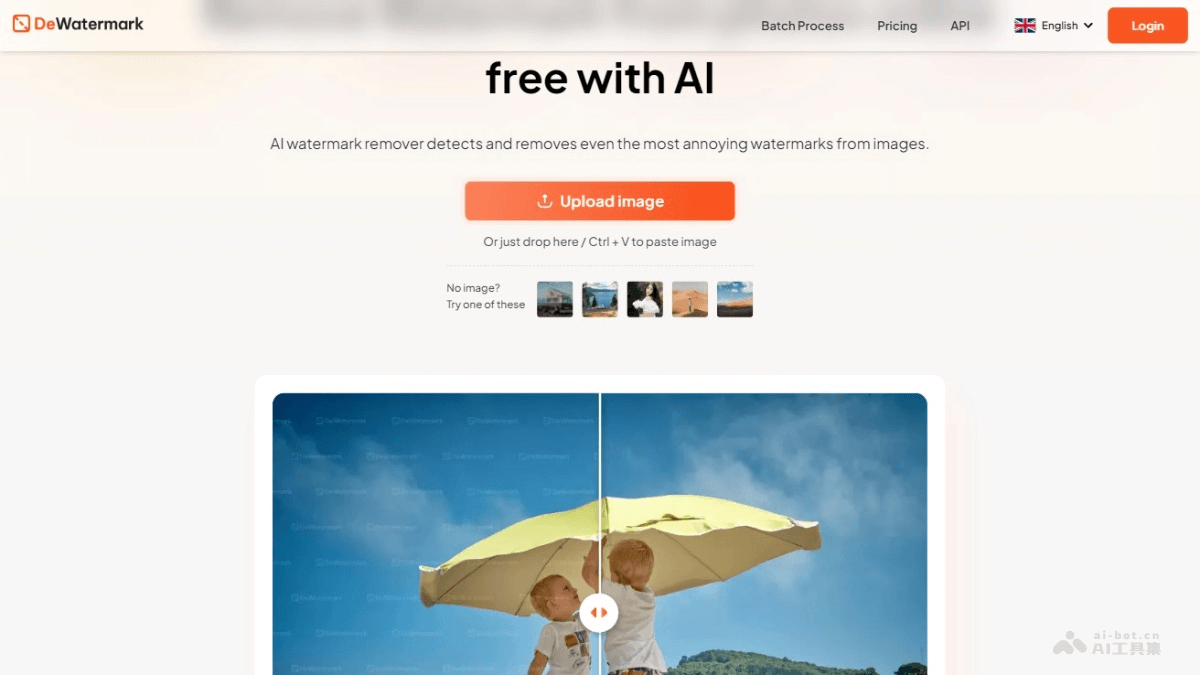 DeWatermark
Batch Process
Pricing
API
English
Login
free with AI
AI watermark remover detects and removes even the most annoying watermarks from images.
Upload image
Or just drop here / Ctrl + V to paste image
No image?
Try one of these
ai-bot.cn
AI工具集